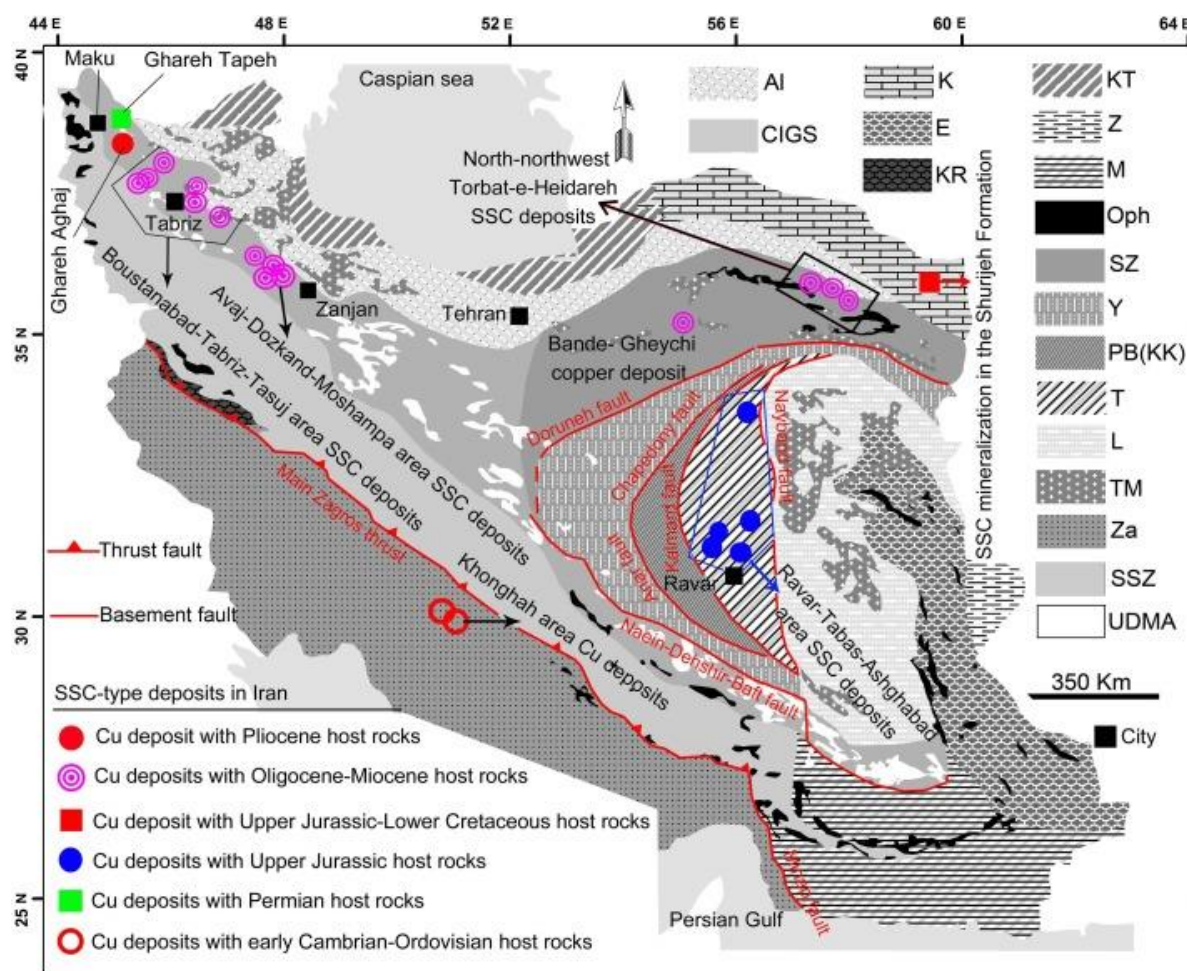 44 E
48 E
52 E
56 E
60 E
64 E
40 N
35 N
30 N
25 N
Maku
Ghareh Tapeh
Caspian sea
Ghareh Aghaj
Tabriz
Zanjan
Tehran
North-northwest
Torbat-e-Heidareh
SSC deposits
Bande- Gheychi
copper deposit
Boustanabad-Tabriz-Tasuj area SSC deposits
Avaj-Dozkand-Moshampa area SSC deposits
Khonghah area Cu depposits
Ravar-Tabas-Ashghabad
area SSC deposits
SSC mineralization in the Shurijeh Formation
Doruneh fault
Chapedony fault
Kalmard fault
Anar fault
Nayband fault
Naein-Dehshir-Baft fault
Main Zagros thrust
Minab fault
Ravar
Persian Gulf
Al
CIGS
K
E
KR
KT
Z
M
Oph
SZ
Y
PB(KK)
T
L
TM
Za
SSZ
UDMA
350 Km
City
Thrust fault
Basement fault
SSC-type deposits in Iran
Cu deposit with Pliocene host rocks
Cu deposits with Oligocene-Miocene host rocks
Cu deposit with Upper Jurassic-Lower Cretaceous host rocks
Cu deposits with Upper Jurassic host rocks
Cu deposits with Permian host rocks
Cu deposits with early Cambrian-Ordovisian host rocks